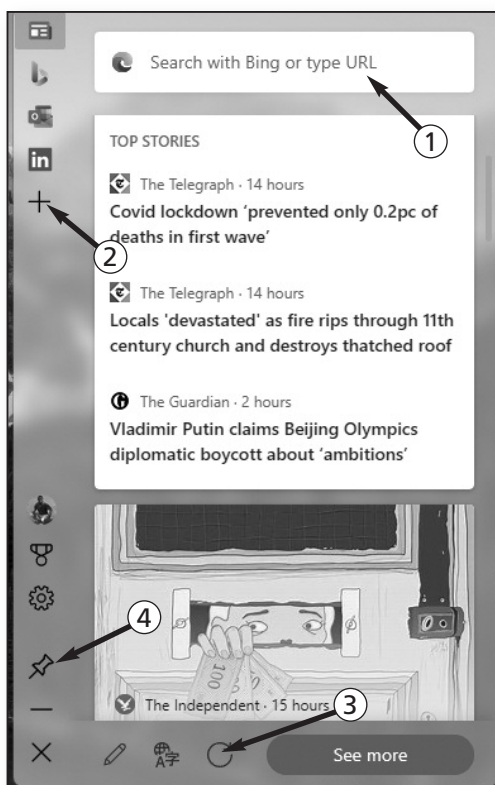 Search with Bing or type URL
1
TOP STORIES
The Telegraph · 14 hours
Covid lockdown ‘prevented only 0.2pc of
deaths in first wave’
2
The Telegraph · 14 hours
Locals 'devastated' as fire rips through 11th
century church and destroys thatched roof
The Guardian · 2 hours
Vladimir Putin claims Beijing Olympics
diplomatic boycott about ‘ambitions’
in
4
100
The Independent · 15 hours
3
A字
See more